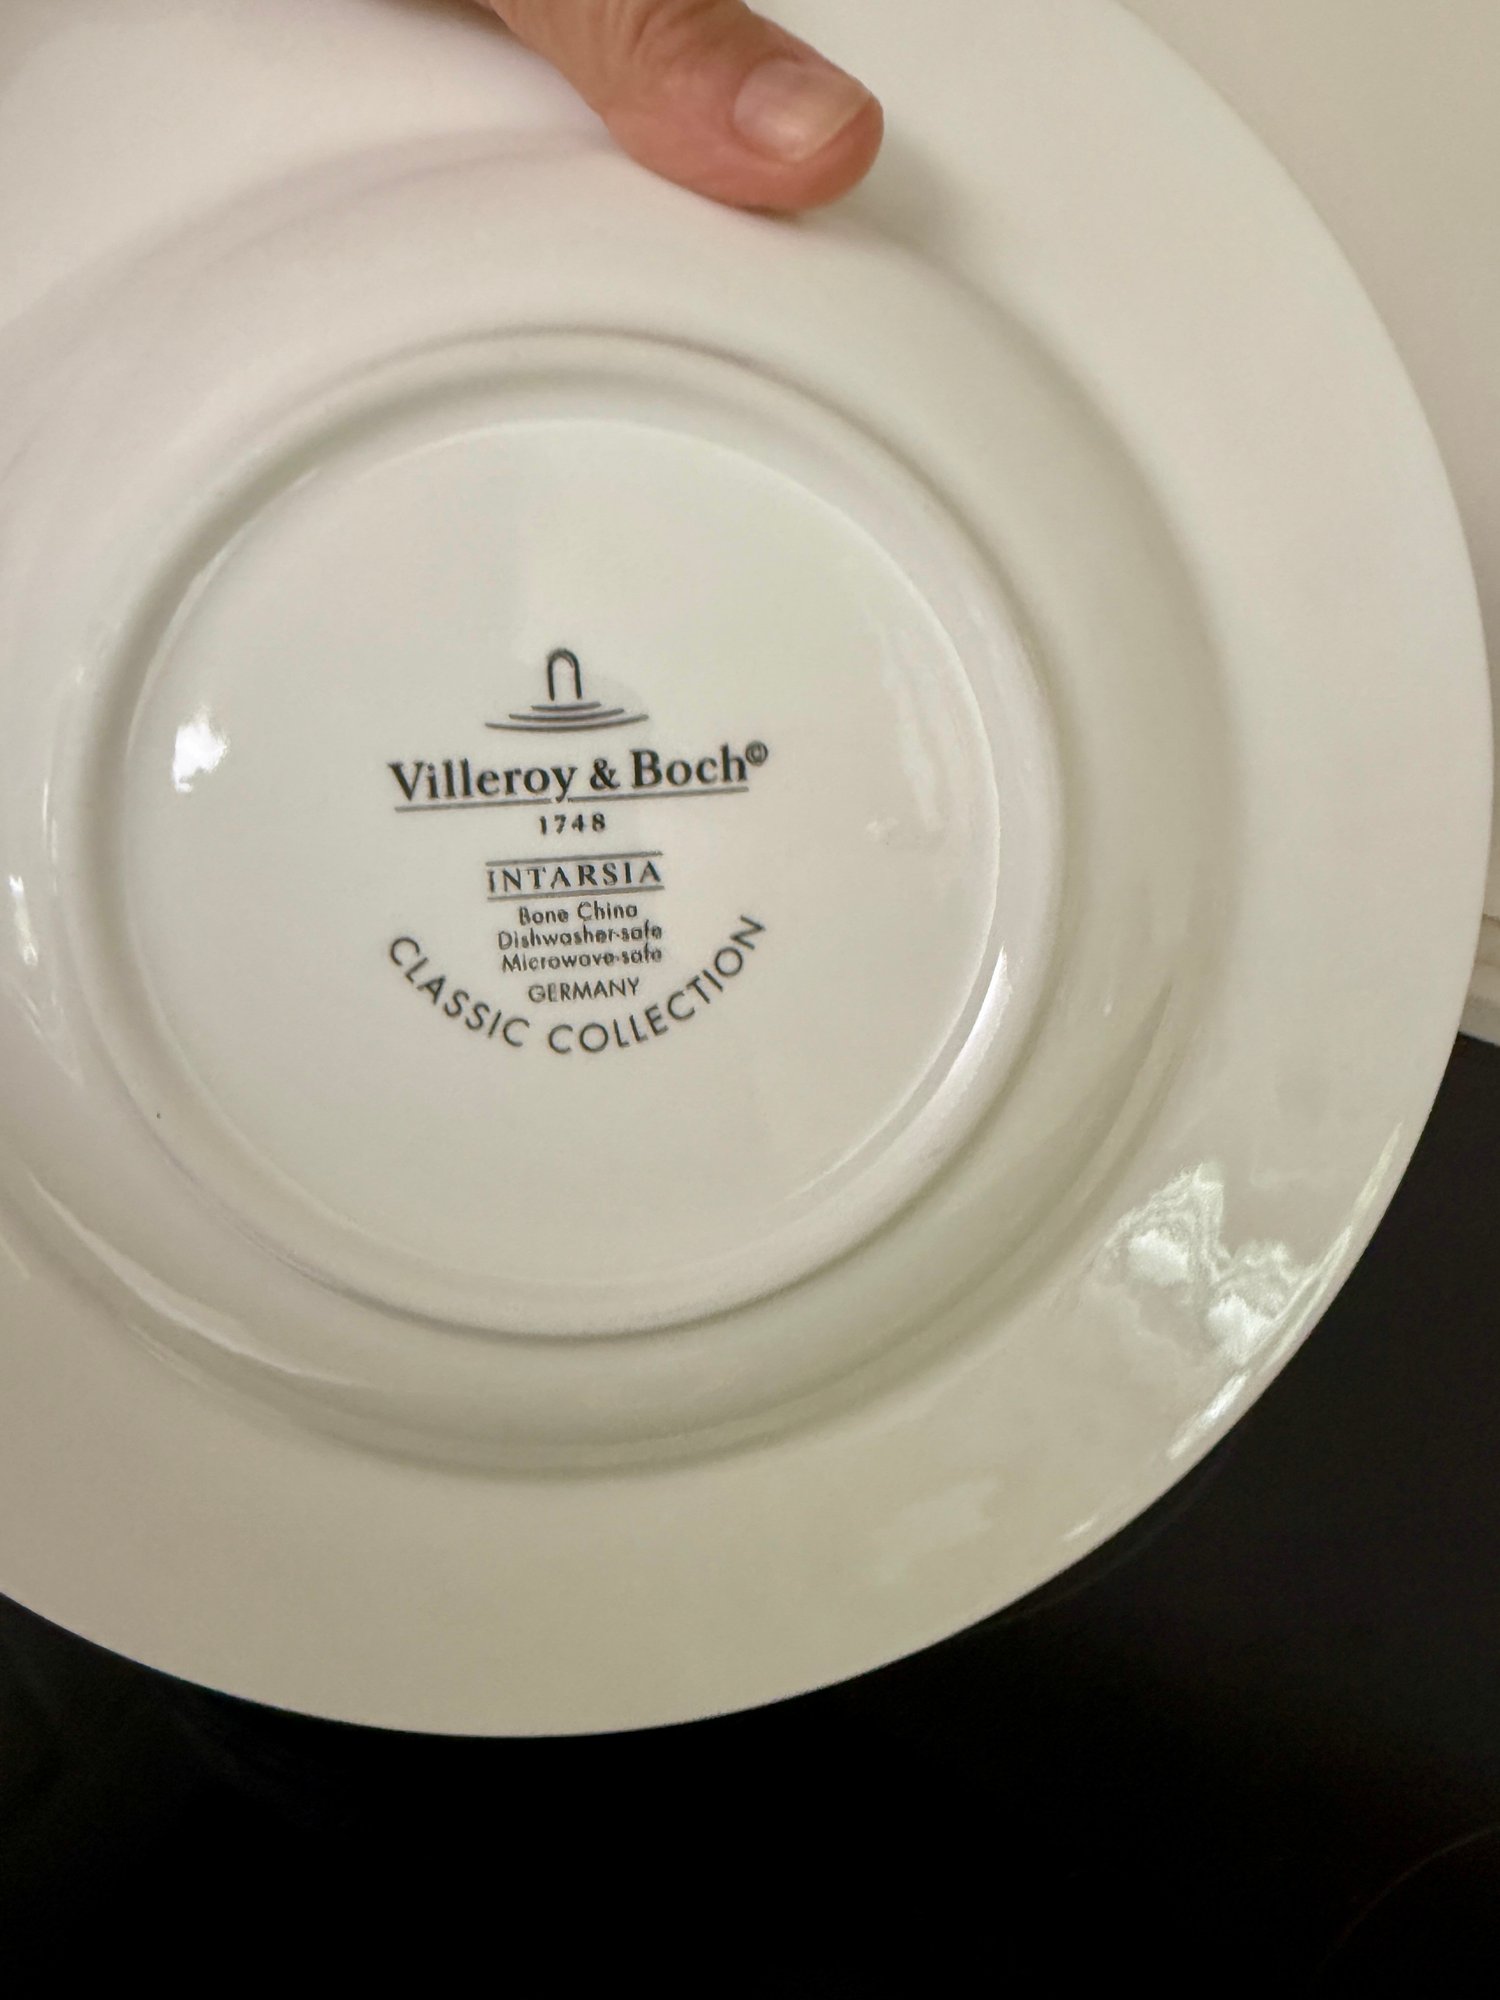 Villeroy & Boch©
1748
INTARSIA
Bone China
Dishwasher-safe
Microwave-safe
GERMANY
CLASSIC COLLECTION